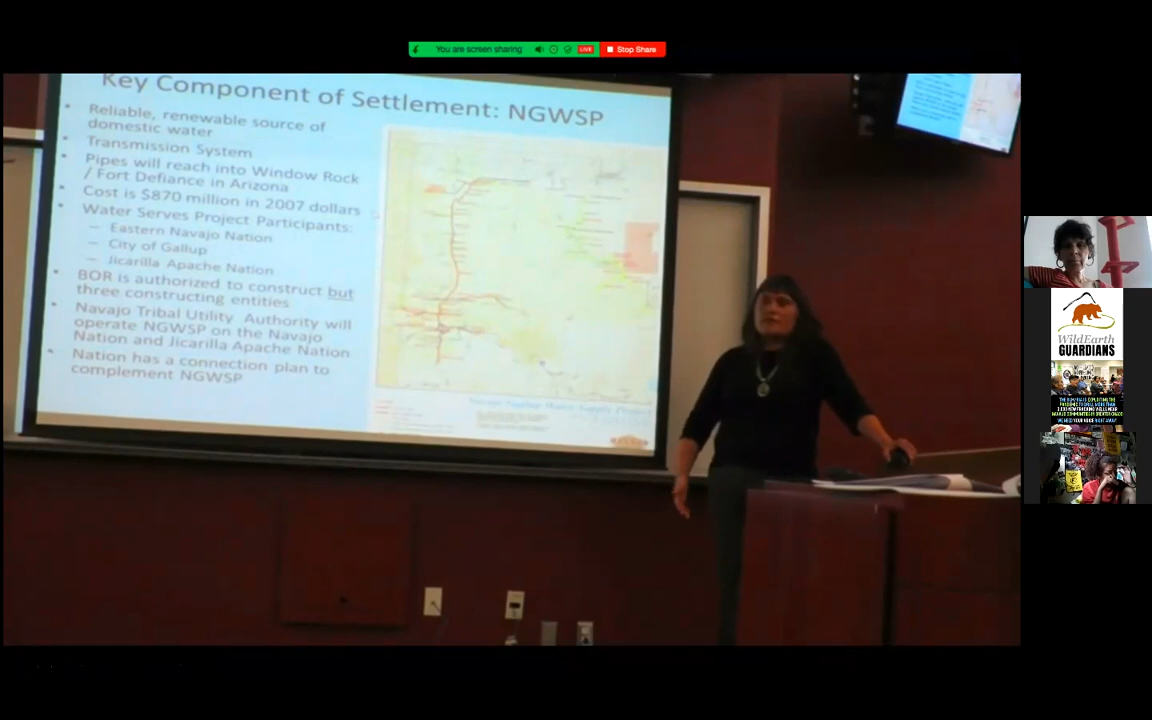 You are screen sharing
LIVE
Stop Share
Key Component of Settlement: NGWSP
• Reliable, renewable source of
domestic water
• Transmission System
• Pipes will reach into Window Rock
/ Fort Defiance in Arizona
• Cost is $870 million in 2007 dollars
• Water Serves Project Participants:
– Eastern Navajo Nation
– City of Gallup
– Jicarilla Apache Nation
• BOR is authorized to construct but
three constructing entities
• Navajo Tribal Utility Authority will
operate NGWSP on the Navajo
Nation and Jicarilla Apache Nation
• Nation has a connection plan to
complement NGWSP
WildEarth
GUARDIANS